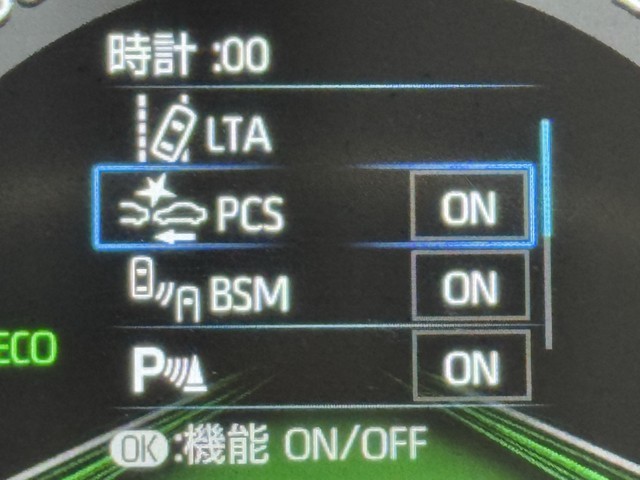 時計 :00
LTA
PCS ON
BSM ON
P ON
ECO
OK :機能 ON/OFF